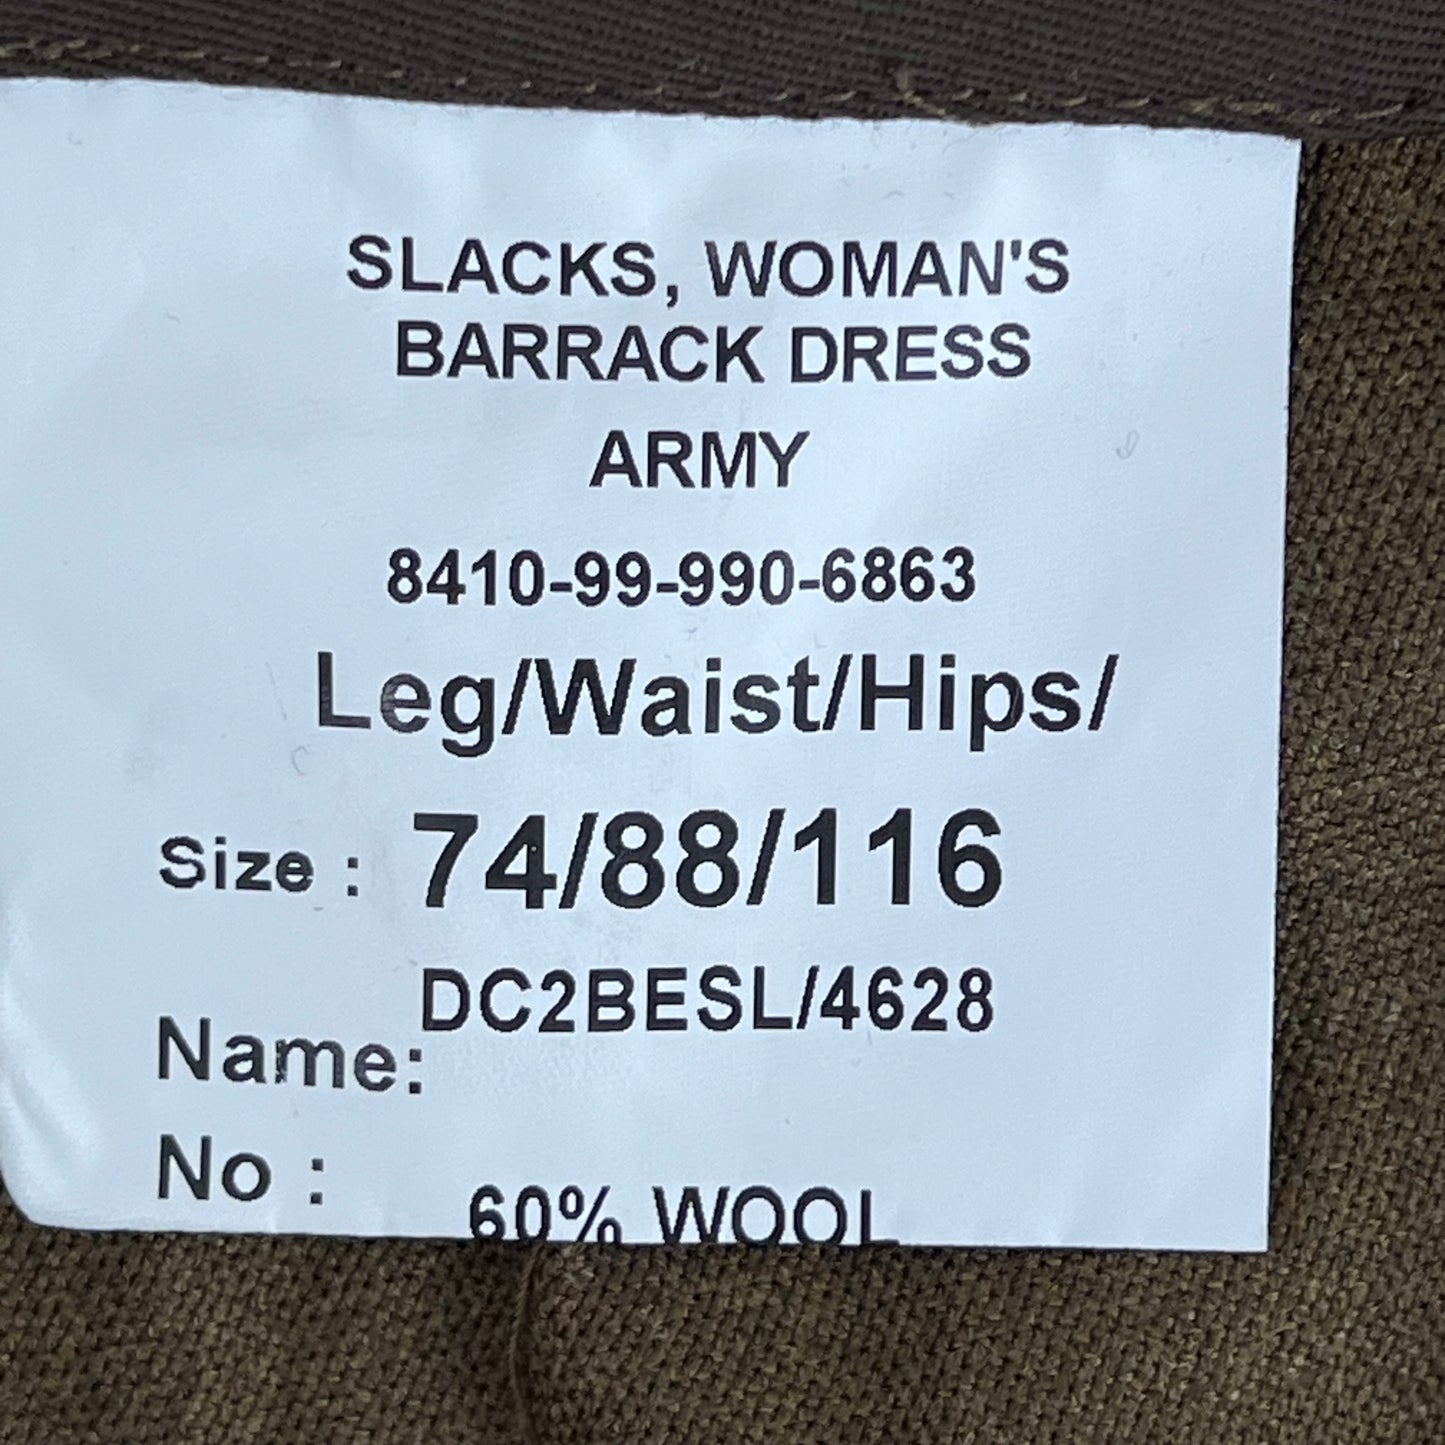 SLACKS, WOMAN'S
BARRACK DRESS
ARMY
8410-99-990-6863
Leg/Waist/Hips/
Size : 74/88/116
DC2BESL/4628
Name:
No :
60% WOOL